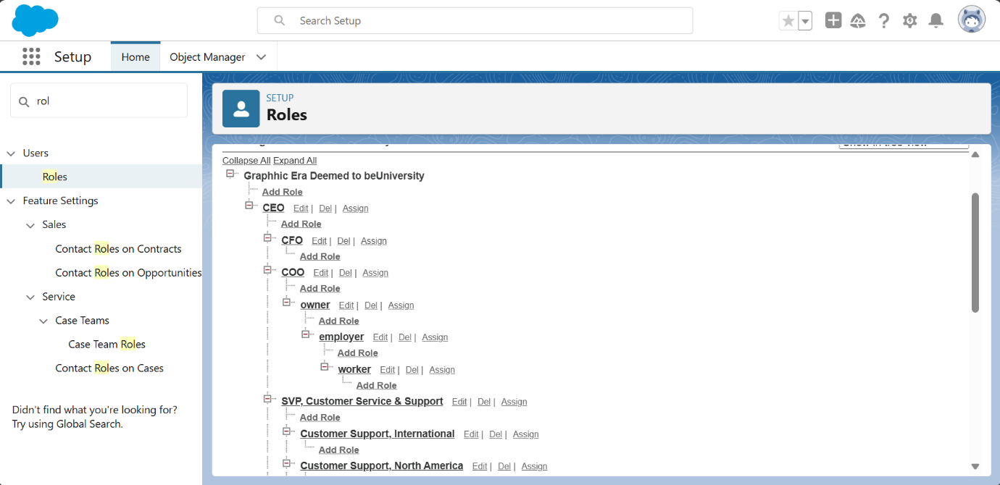 Search Setup
Setup
Home
Object Manager
rol
Users
Roles
Feature Settings
Sales
Contact Roles on Contracts
Contact Roles on Opportunities
Service
Case Teams
Case Team Roles
Contact Roles on Cases
Didn't find what you're looking for?
Try using Global Search.
SETUP
Roles
Collapse All Expand All
Graphhic Era Deemed to beUniversity
Add Role
CEO Edit | Del | Assign
Add Role
CFO Edit | Del | Assign
Add Role
COO Edit | Del | Assign
Add Role
owner Edit | Del | Assign
Add Role
employer Edit | Del | Assign
Add Role
worker Edit | Del | Assign
Add Role
SVP, Customer Service & Support Edit | Del | Assign
Add Role
Customer Support, International Edit | Del | Assign
Add Role
Customer Support, North America Edit | Del | Assign